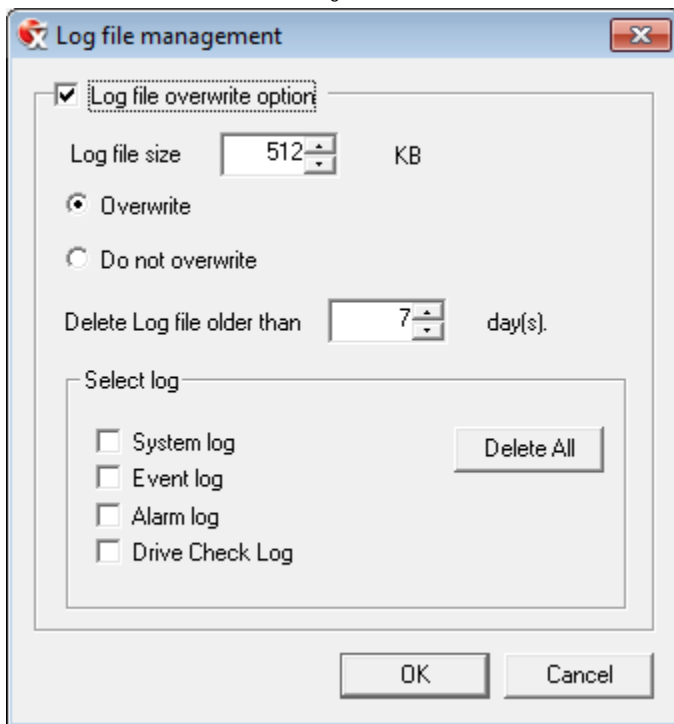 Log file management
Log file overwrite option
Log file size 512 KB
Overwrite
Do not overwrite
Delete Log file older than 7 day(s).
Select log
System log
Delete All
Event log
Alarm log
Drive Check Log
OK Cancel